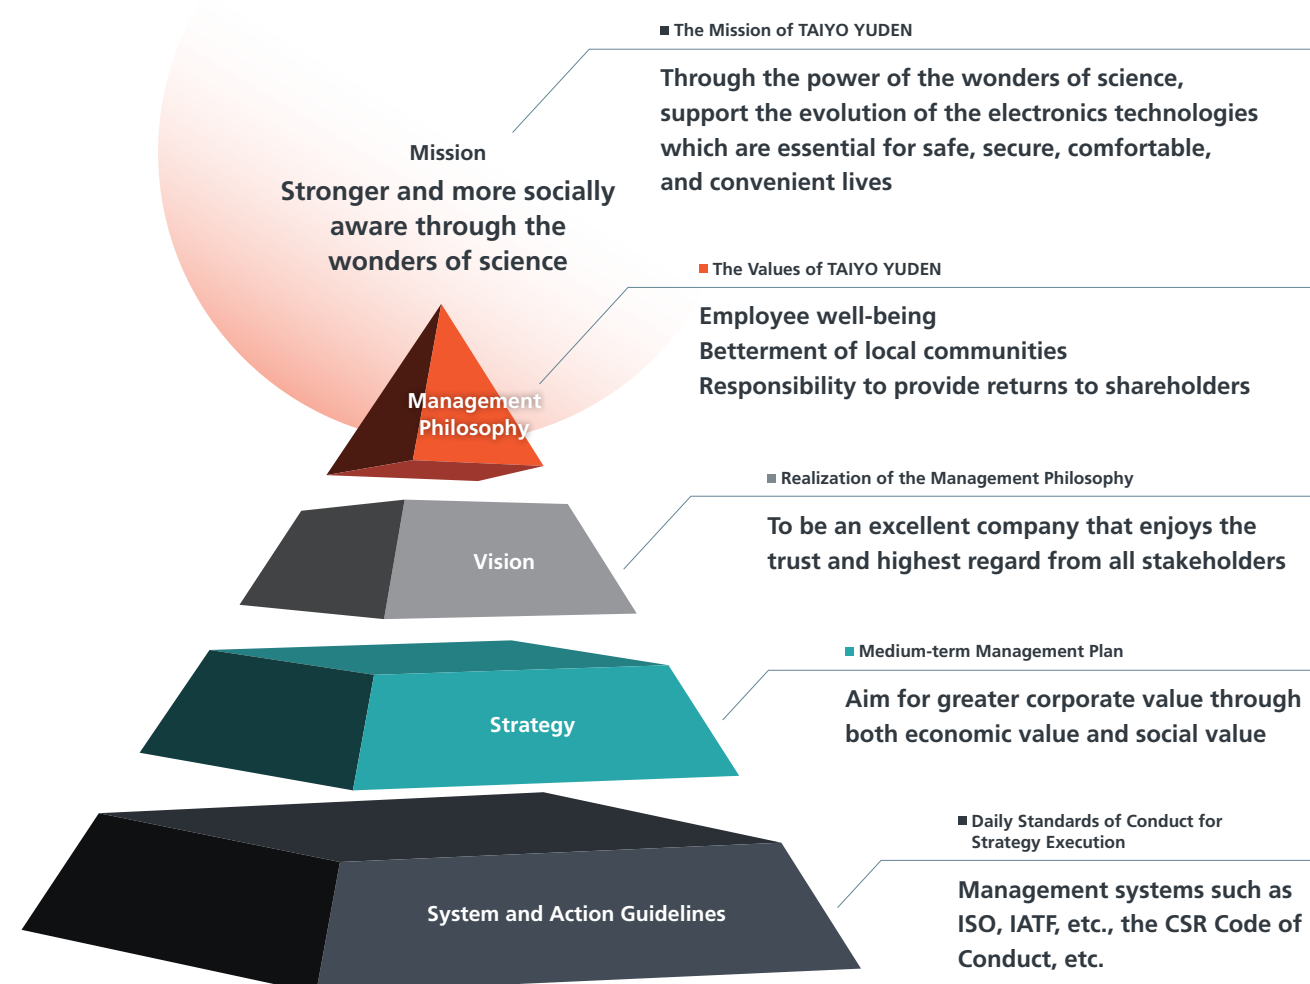 The Mission of TAIYO YUDEN
Through the power of the wonders of science,
support the evolution of the electronics technologies
which are essential for safe, secure, comfortable,
and convenient lives
Mission
Stronger and more socially
aware through the
wonders of science
The Values of TAIYO YUDEN
Employee well-being
Betterment of local communities
Responsibility to provide returns to shareholders
Management
Philosophy
Realization of the Management Philosophy
To be an excellent company that enjoys the
trust and highest regard from all stakeholders
Vision
Medium-term Management Plan
Aim for greater corporate value through
both economic value and social value
Strategy
Daily Standards of Conduct for
Strategy Execution
Management systems such as
ISO, IATF, etc., the CSR Code of
Conduct, etc.
System and Action Guidelines